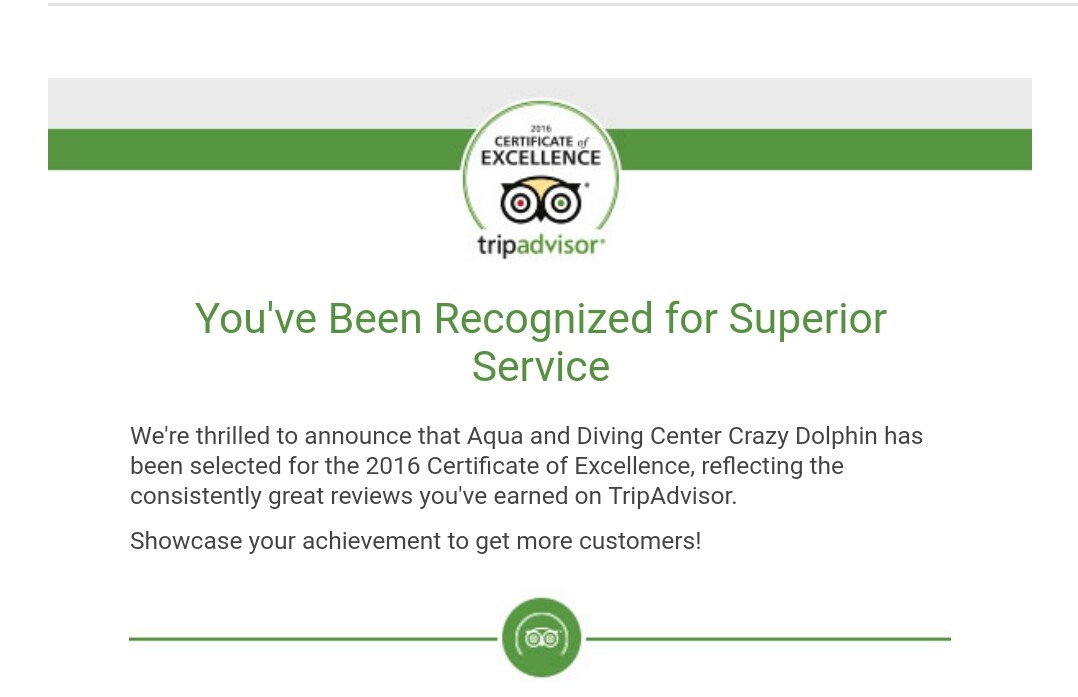 2016
CERTIFICATE of
EXCELLENCE
tripadvisor®
You've Been Recognized for Superior
Service
We're thrilled to announce that Aqua and Diving Center Crazy Dolphin has
been selected for the 2016 Certificate of Excellence, reflecting the
consistently great reviews you've earned on TripAdvisor.
Showcase your achievement to get more customers!